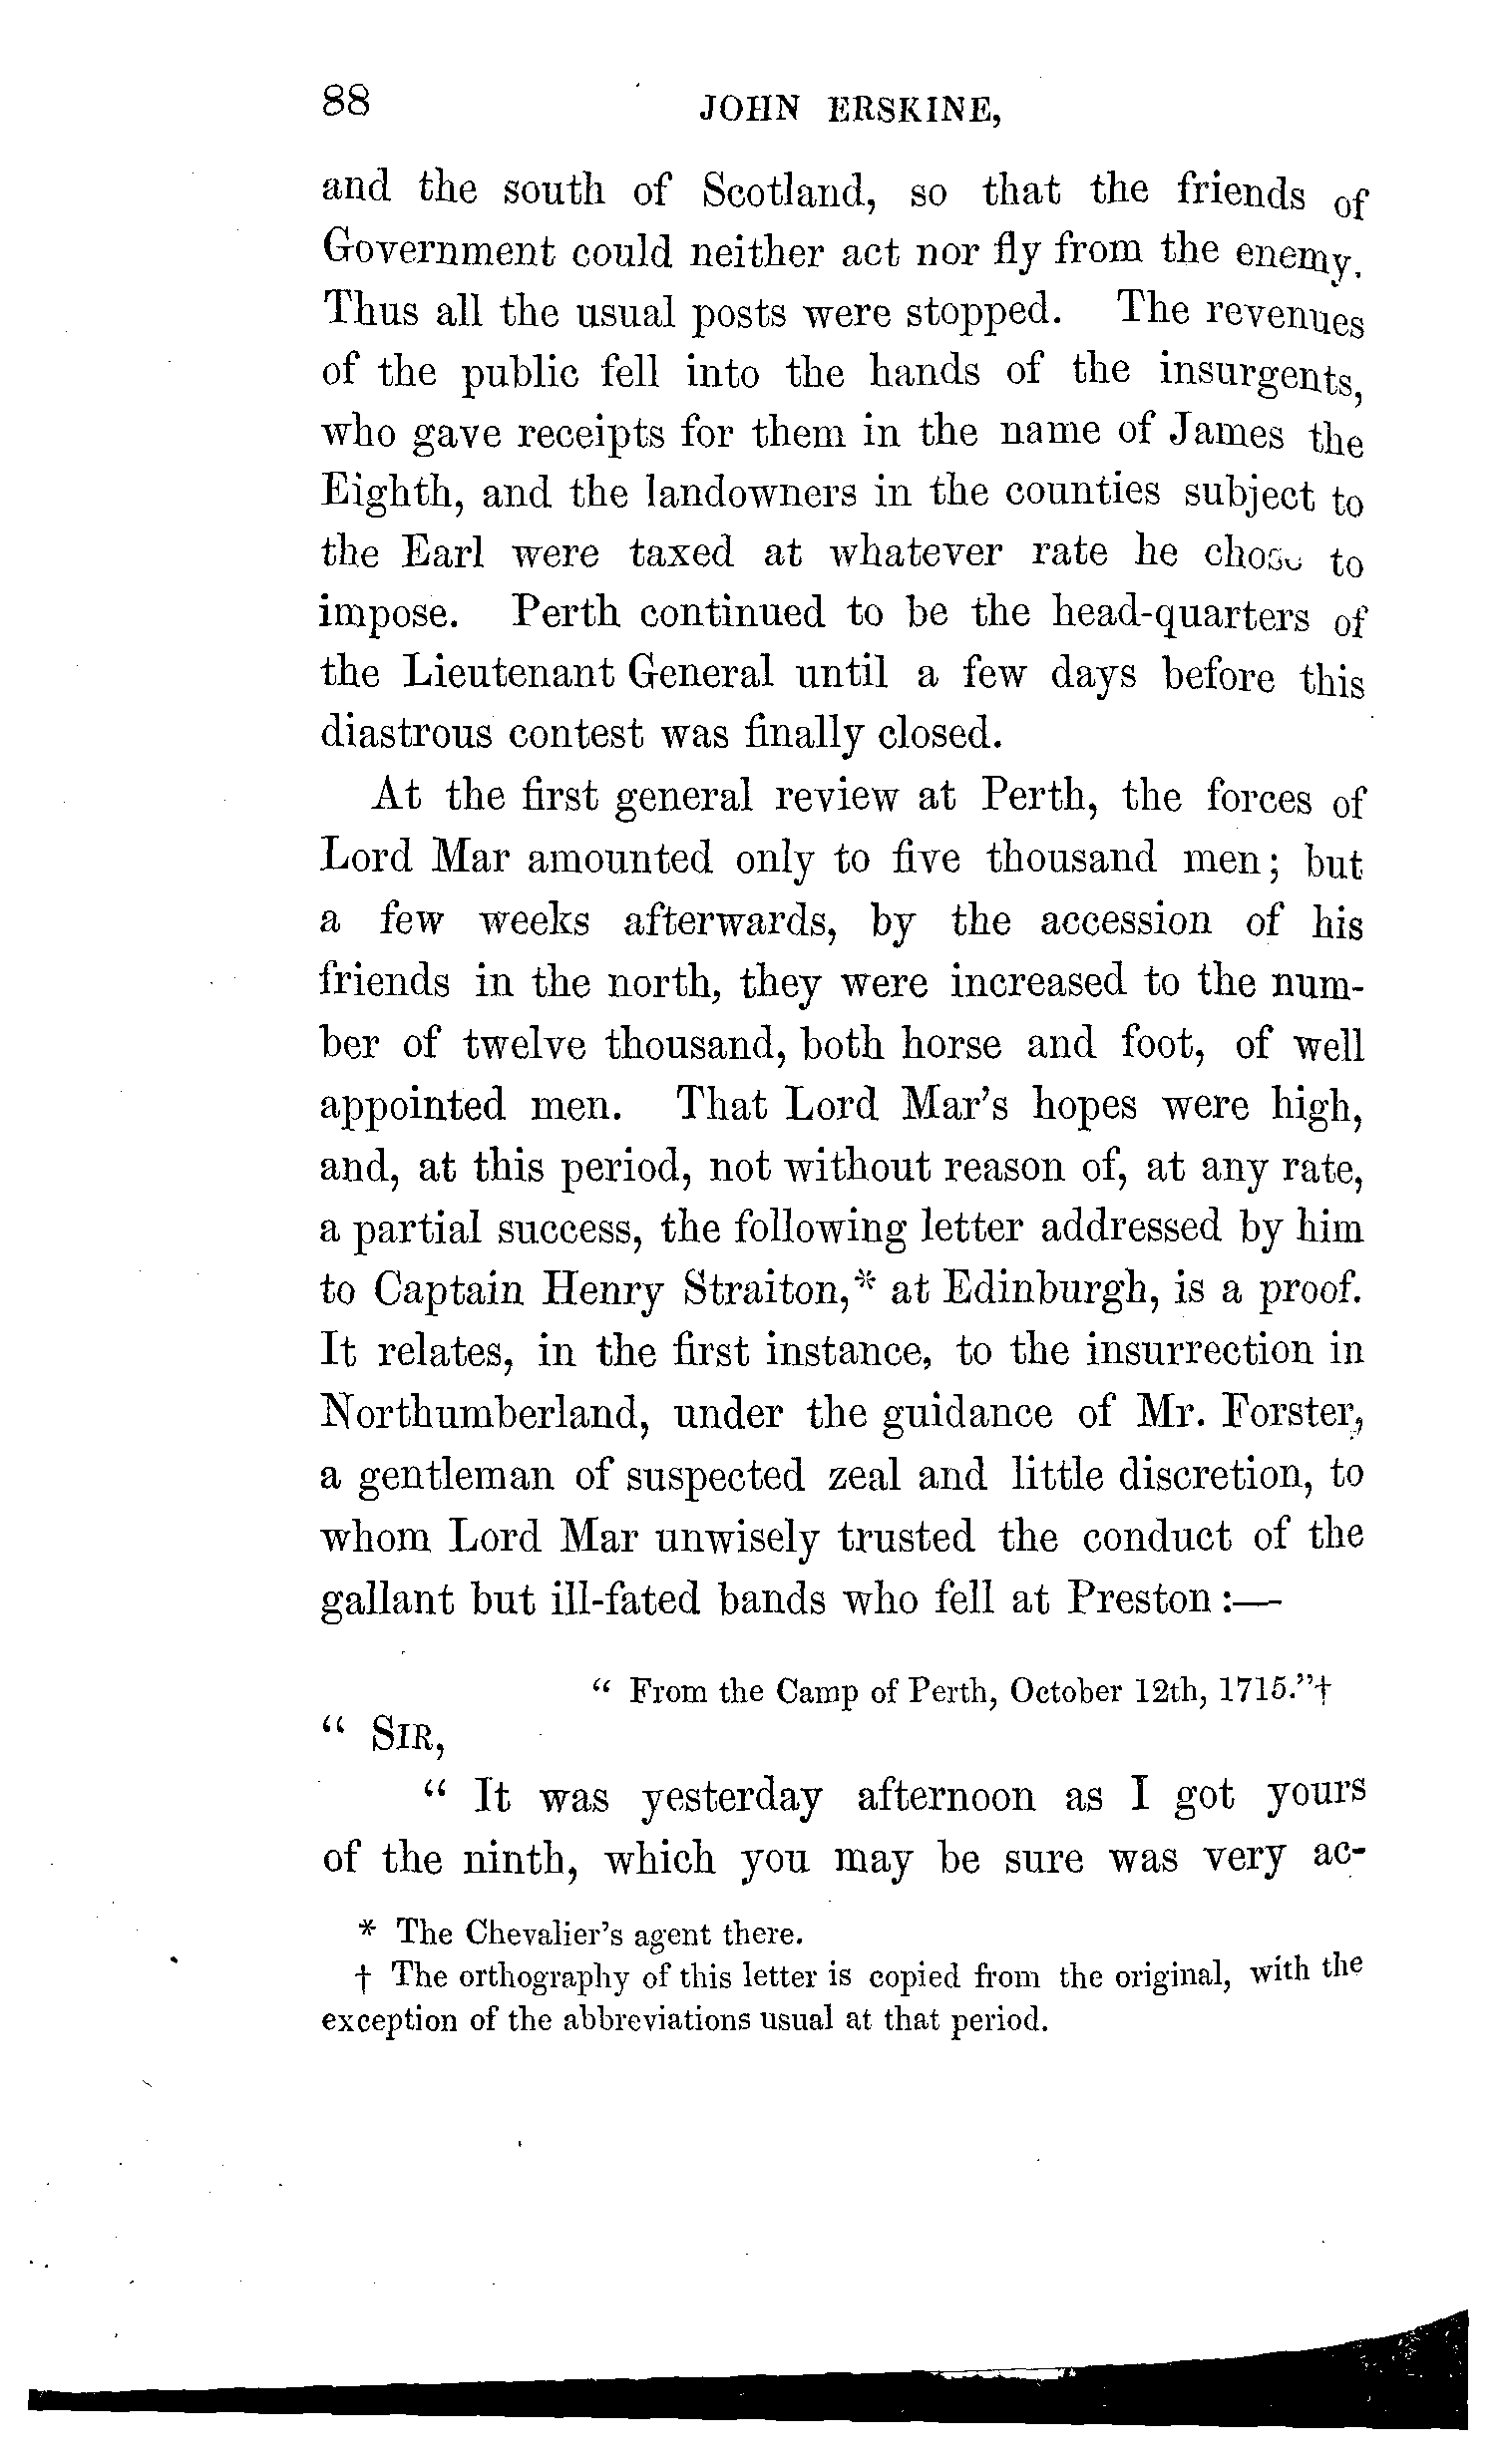 88 JOHN ERSKINE,
and the south of Scotland, so that the friends of
Government could neither act nor fly from the enemy.
Thus all the usual posts were stopped. The revenues
of the public fell into the hands of the insurgents,
who gave receipts for them in the name of James the
Eighth, and the landowners in the counties subject to
the Earl were taxed at whatever rate he chose to
impose. Perth continued to be the head-quarters of
the Lieutenant General until a few days before this
diastrous contest was finally closed.
At the first general review at Perth, the forces of
Lord Mar amounted only to five thousand men; but
a few weeks afterwards, by the accession of his
friends in the north, they were increased to the num-
ber of twelve thousand, both horse and foot, of well
appointed men. That Lord Mar's hopes were high,
and, at this period, not without reason of, at any rate,
a partial success, the following letter addressed by him
to Captain Henry Straiton,* at Edinburgh, is a proof.
It relates, in the first instance, to the insurrection in
Northumberland, under the guidance of Mr. Forster,
a gentleman of suspected zeal and little discretion, to
whom Lord Mar unwisely trusted the conduct of the
gallant but ill-fated bands who fell at Preston:—
“ From the Camp of Perth, October 12th, 1715.”†
“ SIR,
“ It was yesterday afternoon as I got yours
of the ninth, which you may be sure was very ac-
* The Chevalier's agent there.
† The orthography of this letter is copied from the original, with the
exception of the abbreviations usual at that period.